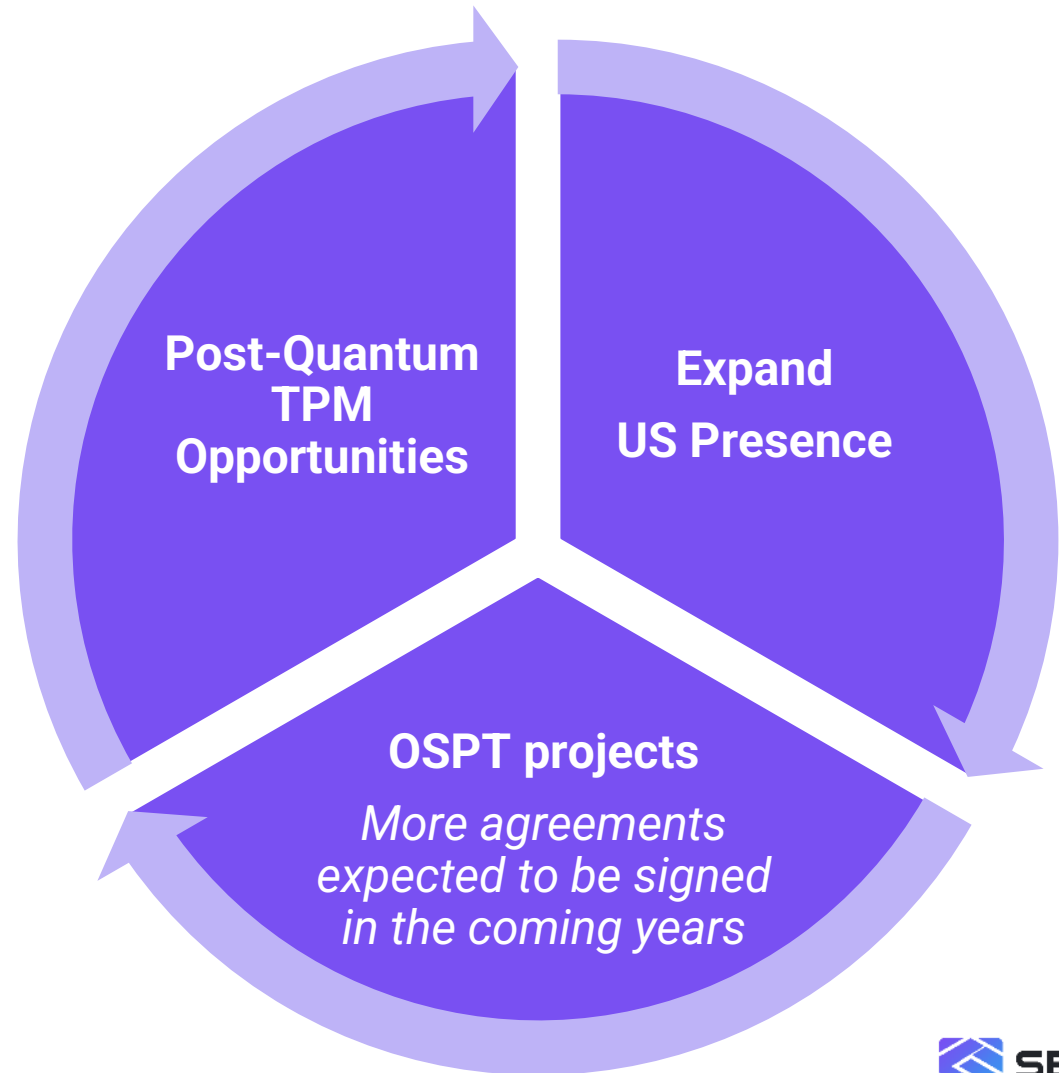 Post-Quantum
TPM
Opportunities
Expand
US Presence
OSPT projects
More agreements
expected to be signed
in the coming years